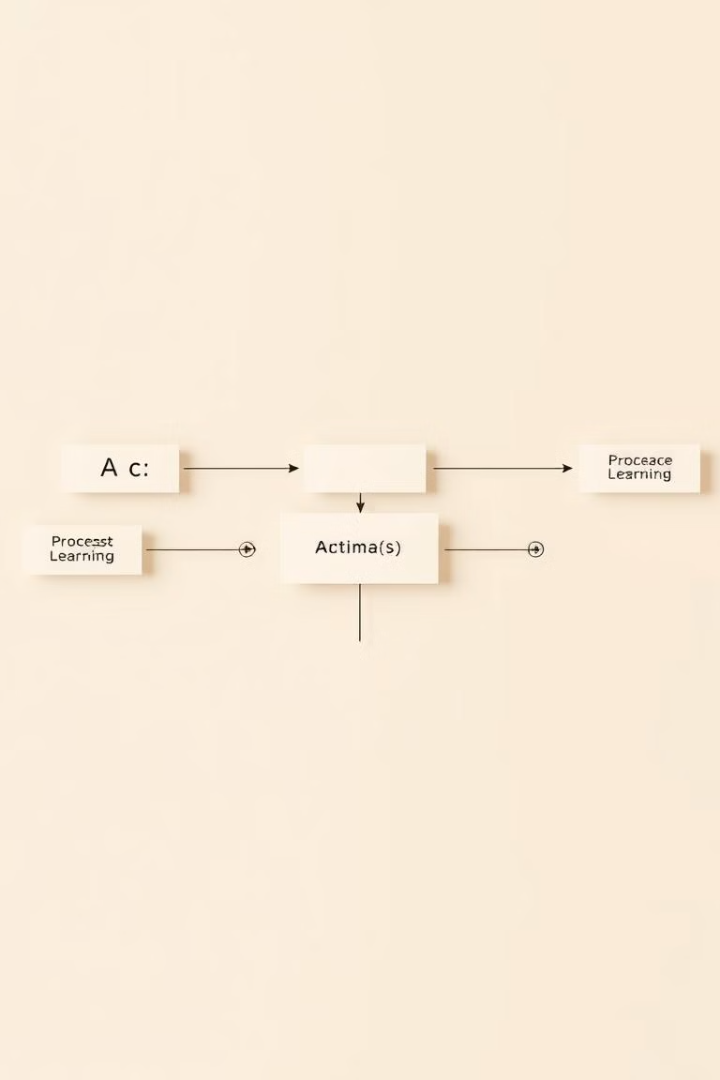 A c:
Proceace
Learning
Processt
Learning
Actima(s)